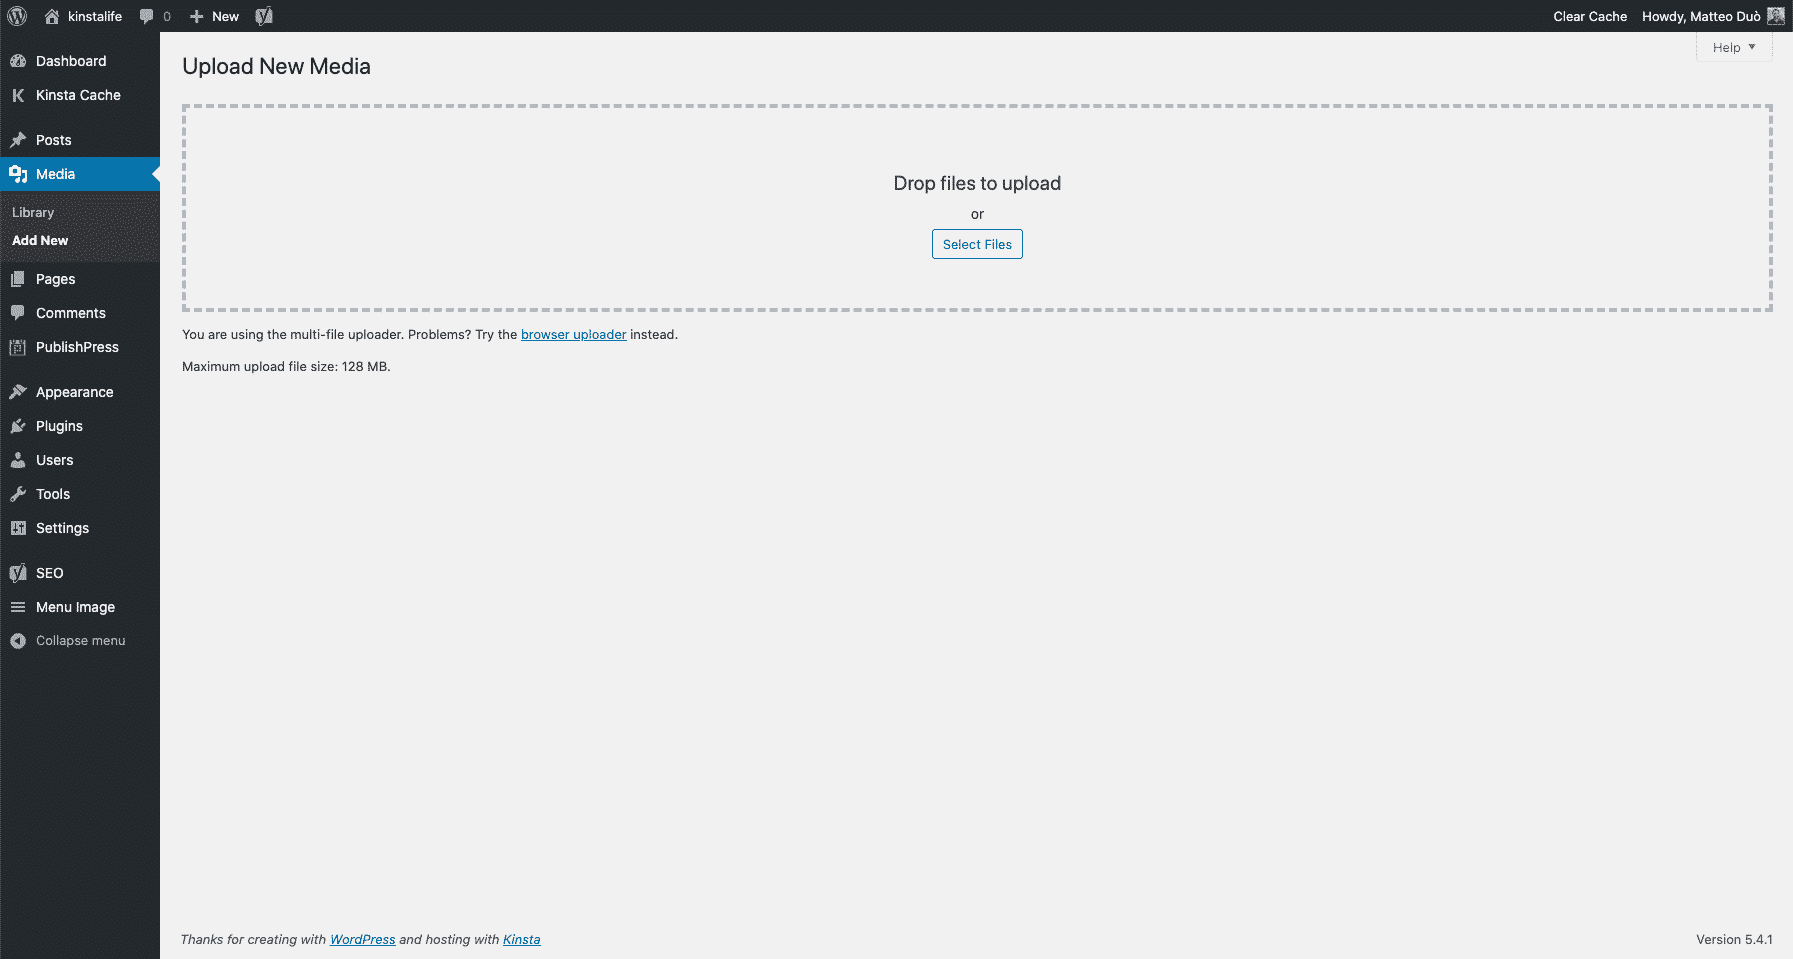 kinstalife 0 New Clear Cache Howdy, Matteo Duò
Help
Dashboard
Kinsta Cache
Posts
Media
Library
Add New
Pages
Comments
PublishPress
Appearance
Plugins
Users
Tools
Settings
SEO
Menu Image
Collapse menu
Upload New Media
Drop files to upload
or
Select Files
You are using the multi-file uploader. Problems? Try the browser uploader instead.
Maximum upload file size: 128 MB.
Thanks for creating with WordPress and hosting with Kinsta
Version 5.4.1